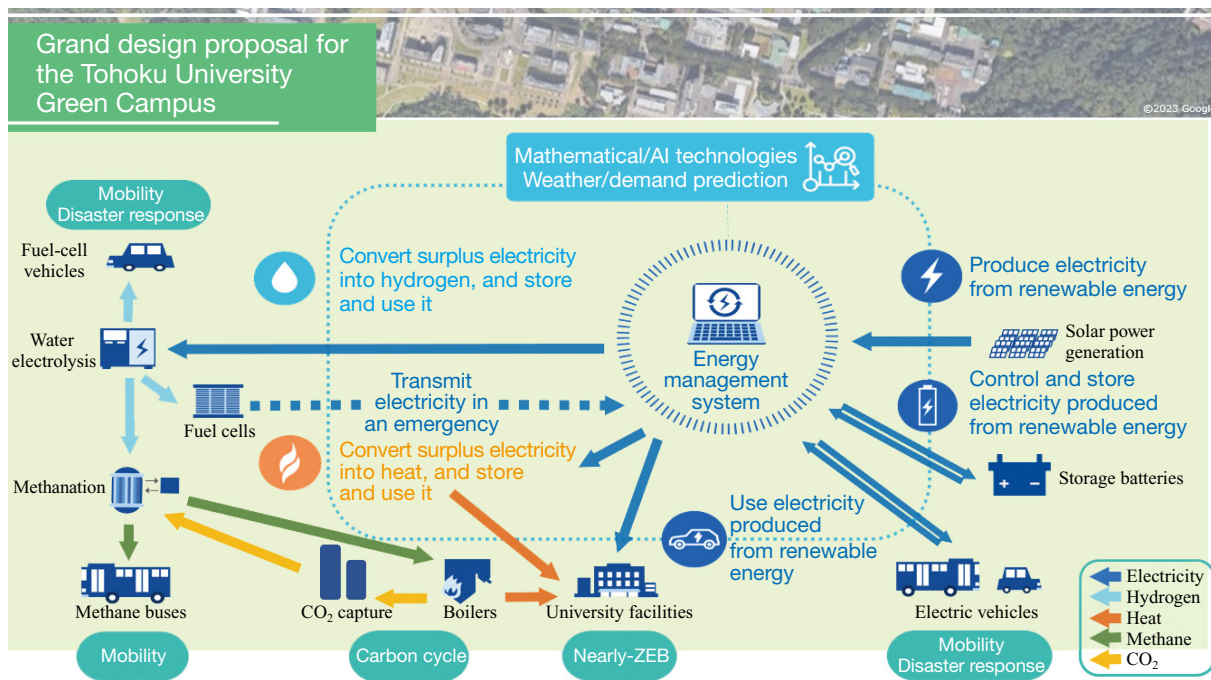 Grand design proposal for
the Tohoku University
Green Campus
©2023 Google
Mathematical/AI technologies
Weather/demand prediction
Mobility
Disaster response
Fuel-cell
vehicles
Convert surplus electricity
into hydrogen, and store
and use it
Produce electricity
from renewable energy
Water
electrolysis
Energy
management
system
Solar power
generation
Transmit
electricity in
an emergency
Control and store
electricity produced
from renewable energy
Fuel cells
Convert surplus electricity
into heat, and store
and use it
Methanation
Storage batteries
Use electricity
produced
from renewable
energy
Methane buses
CO₂ capture
Boilers
University facilities
Electric vehicles
Mobility
Carbon cycle
Nearly-ZEB
Mobility
Disaster response
Electricity
Hydrogen
Heat
Methane
CO₂